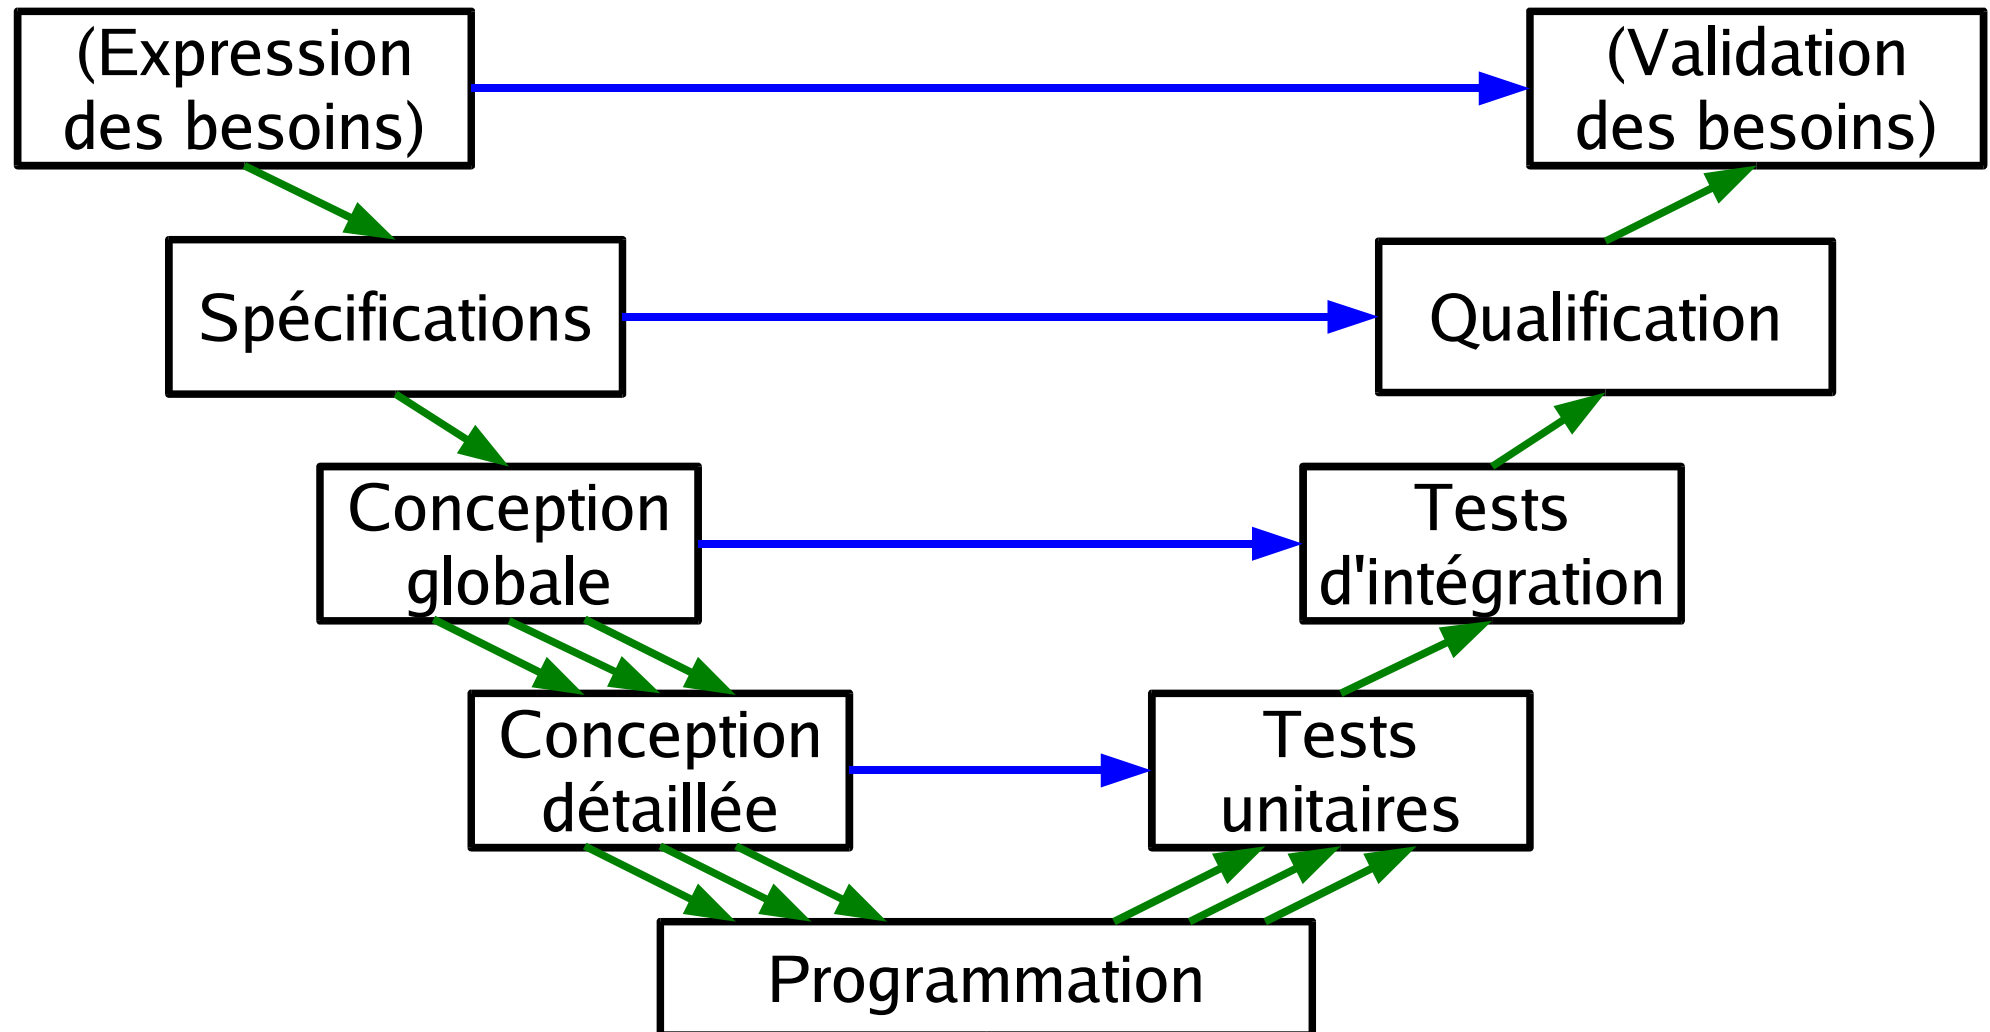 (Expression
des besoins)
(Validation
des besoins)
Spécifications
Qualification
Conception
globale
Tests
d'intégration
Conception
détaillée
Tests
unitaires
Programmation